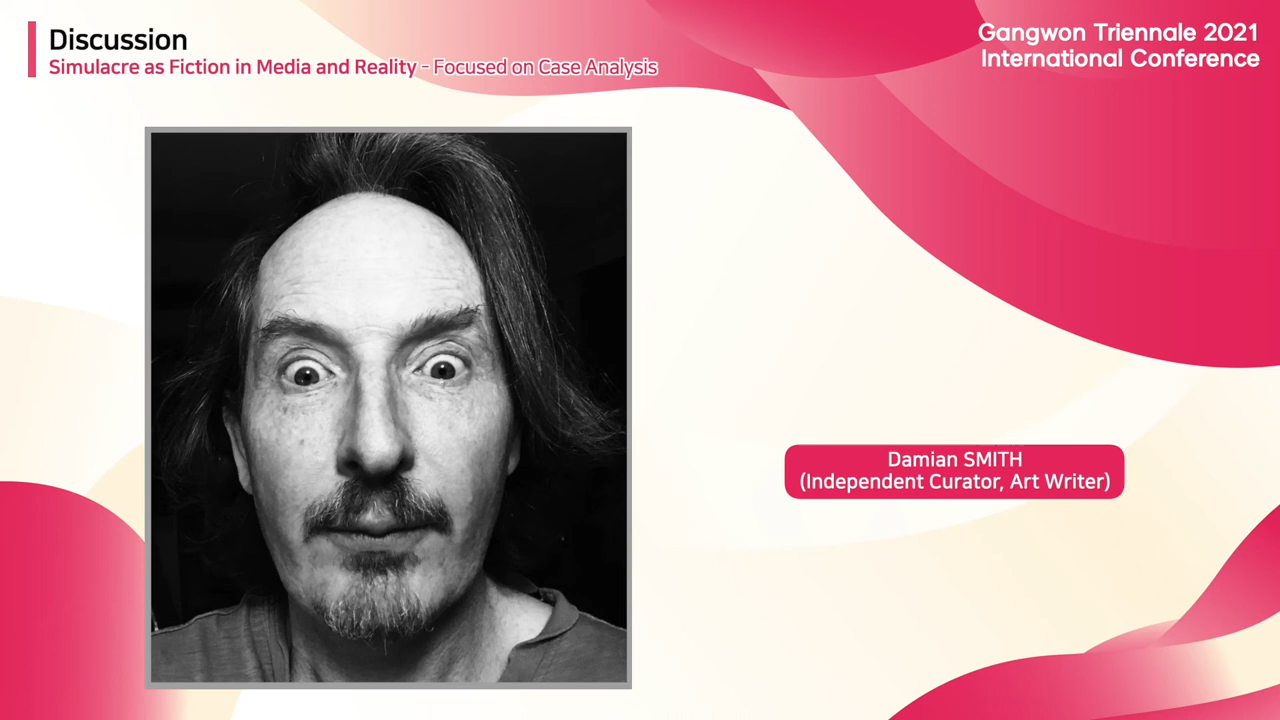 Discussion
Simulacre as Fiction in Media and Reality - Focused on Case Analysis
Gangwon Triennale 2021
International Conference
Damian SMITH
(Independent Curator, Art Writer)